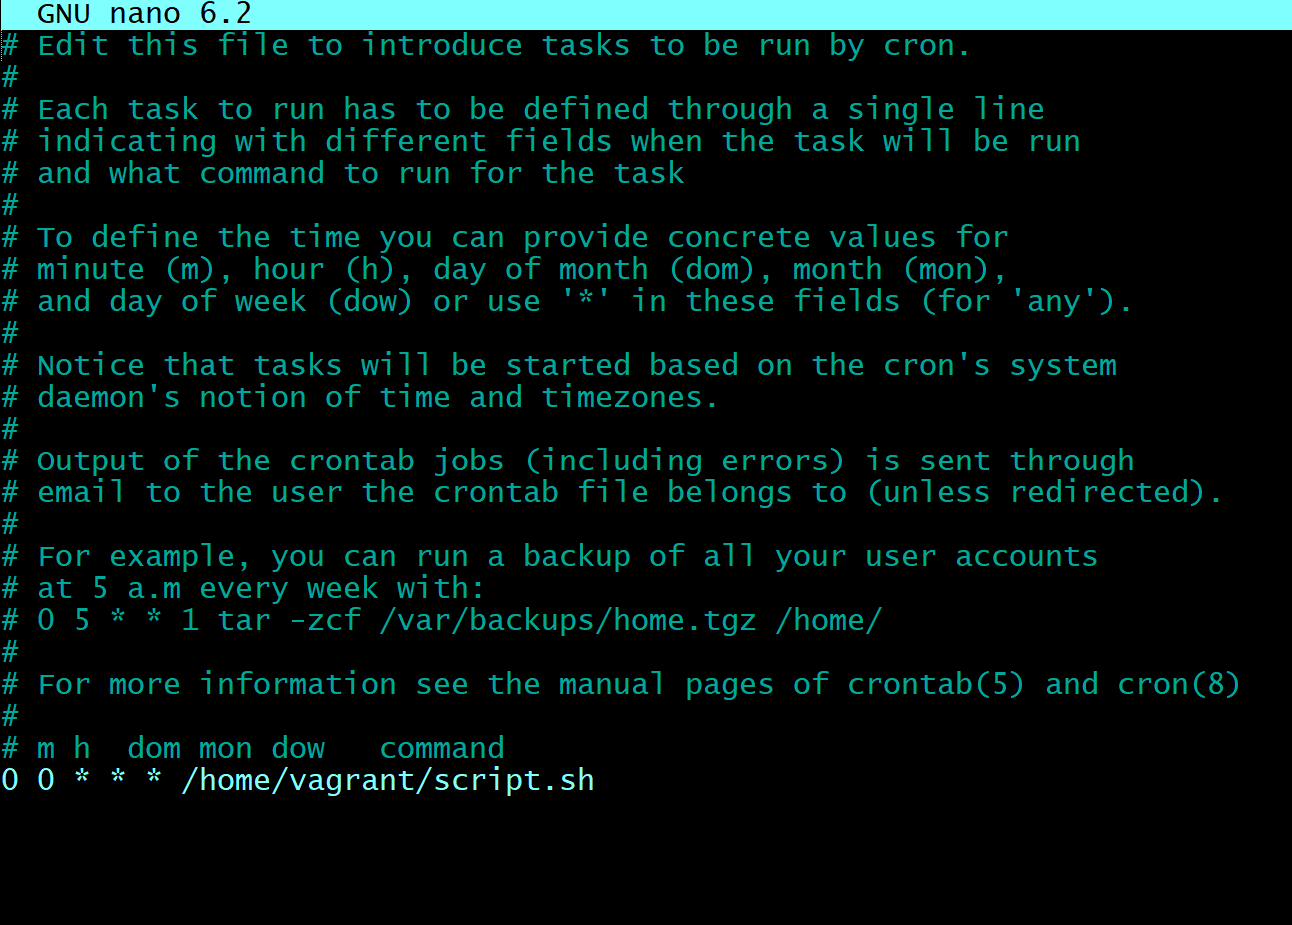 GNU nano 6.2
# Edit this file to introduce tasks to be run by cron.
#
# Each task to run has to be defined through a single line
# indicating with different fields when the task will be run
# and what command to run for the task
#
# To define the time you can provide concrete values for
# minute (m), hour (h), day of month (dom), month (mon),
# and day of week (dow) or use '*' in these fields (for 'any').
#
# Notice that tasks will be started based on the cron's system
# daemon's notion of time and timezones.
#
# Output of the crontab jobs (including errors) is sent through
# email to the user the crontab file belongs to (unless redirected).
#
# For example, you can run a backup of all your user accounts
# at 5 a.m every week with:
# 0 5 * * 1 tar -zcf /var/backups/home.tgz /home/
#
# For more information see the manual pages of crontab(5) and cron(8)
#
# m h  dom mon dow   command
0 0 * * * /home/vagrant/script.sh